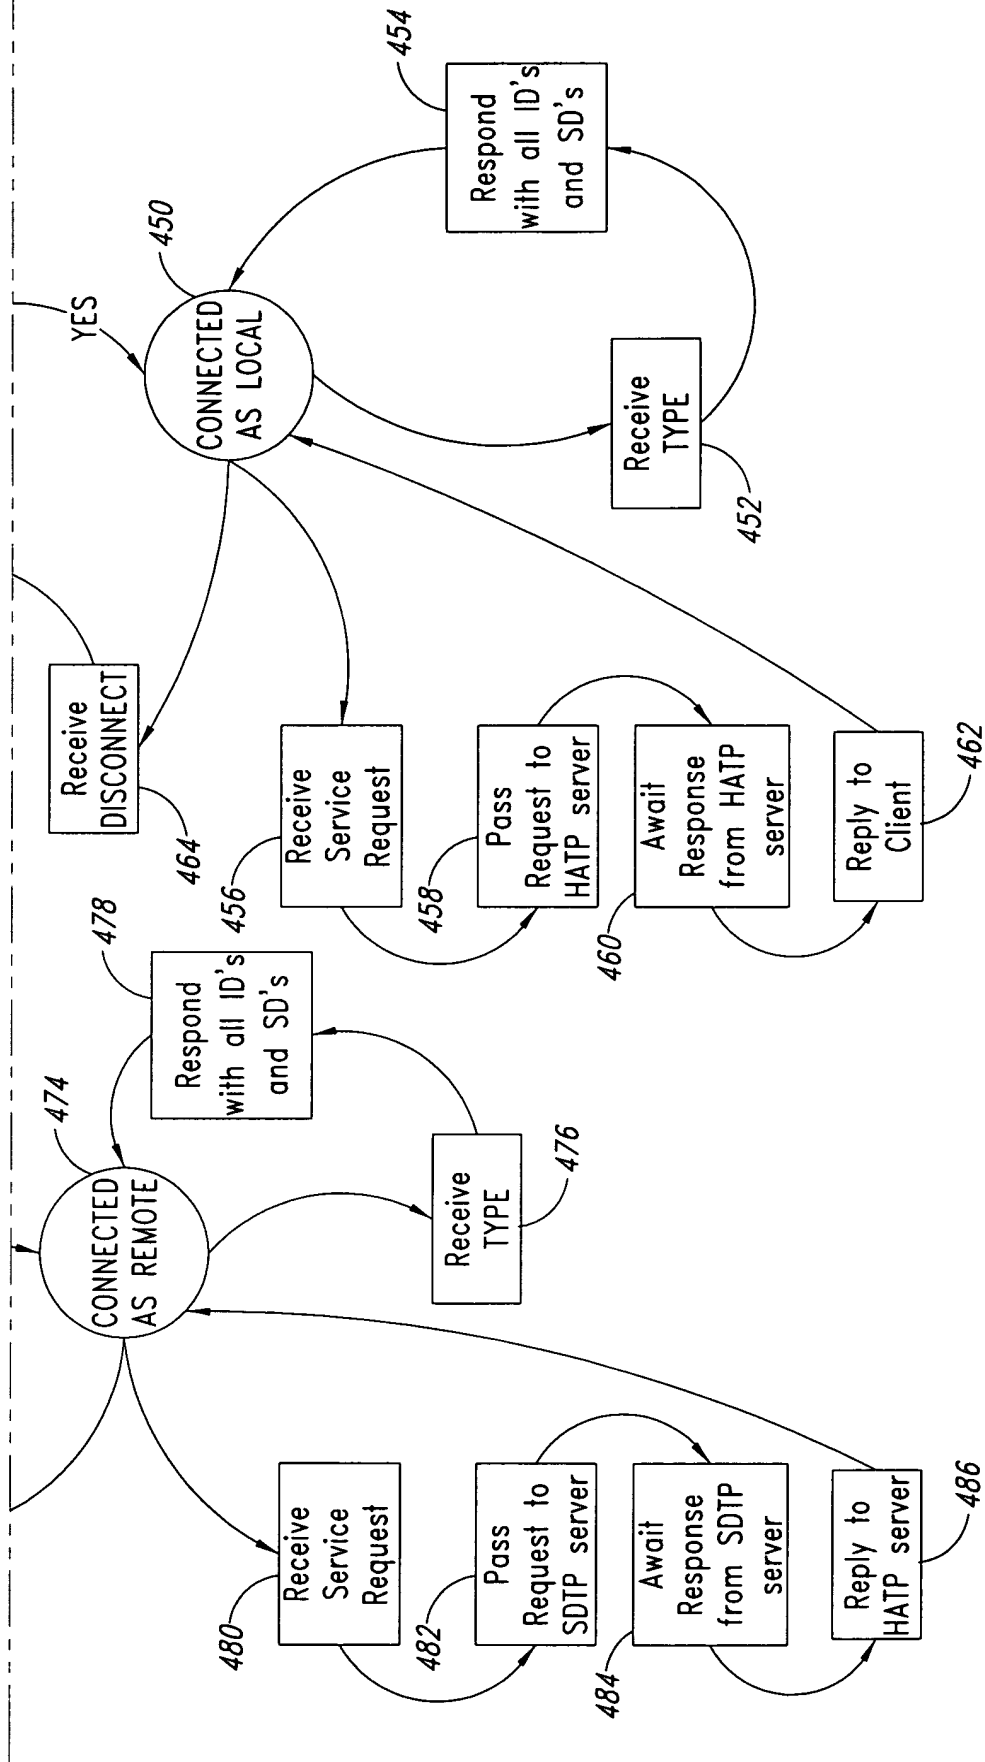 474
CONNECTED
AS REMOTE
478
Respond
with all ID's
and SD's
Receive
TYPE
476
480
Receive
Service
Request
482
Pass
Request to
SDTP server
484
Await
Response
from SDTP
server
Reply to
HATP server
486
Receive
DISCONNECT
464
YES
450
CONNECTED
AS LOCAL
454
Respond
with all ID's
and SD's
Receive
TYPE
452
456
Receive
Service
Request
458
Pass
Request to
HATP server
460
Await
Response
from HATP
server
Reply to
Client
462